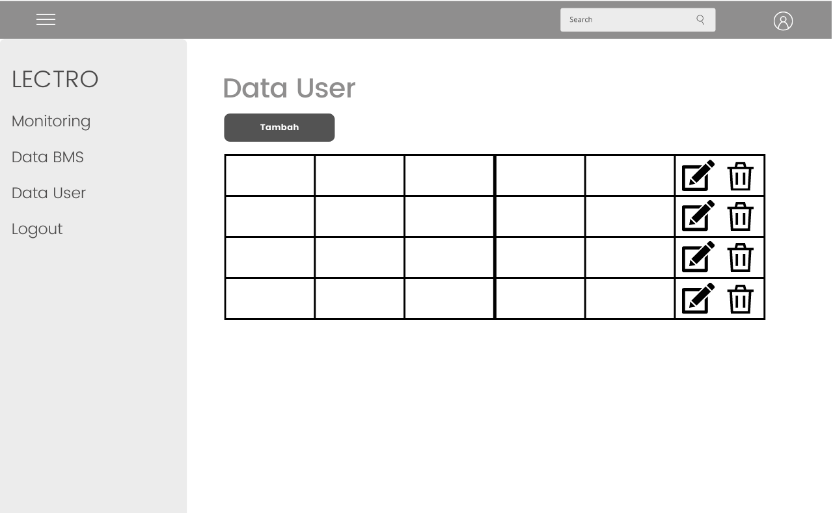 Search
LECTRO
Monitoring
Data BMS
Data User
Logout
Data User
Tambah